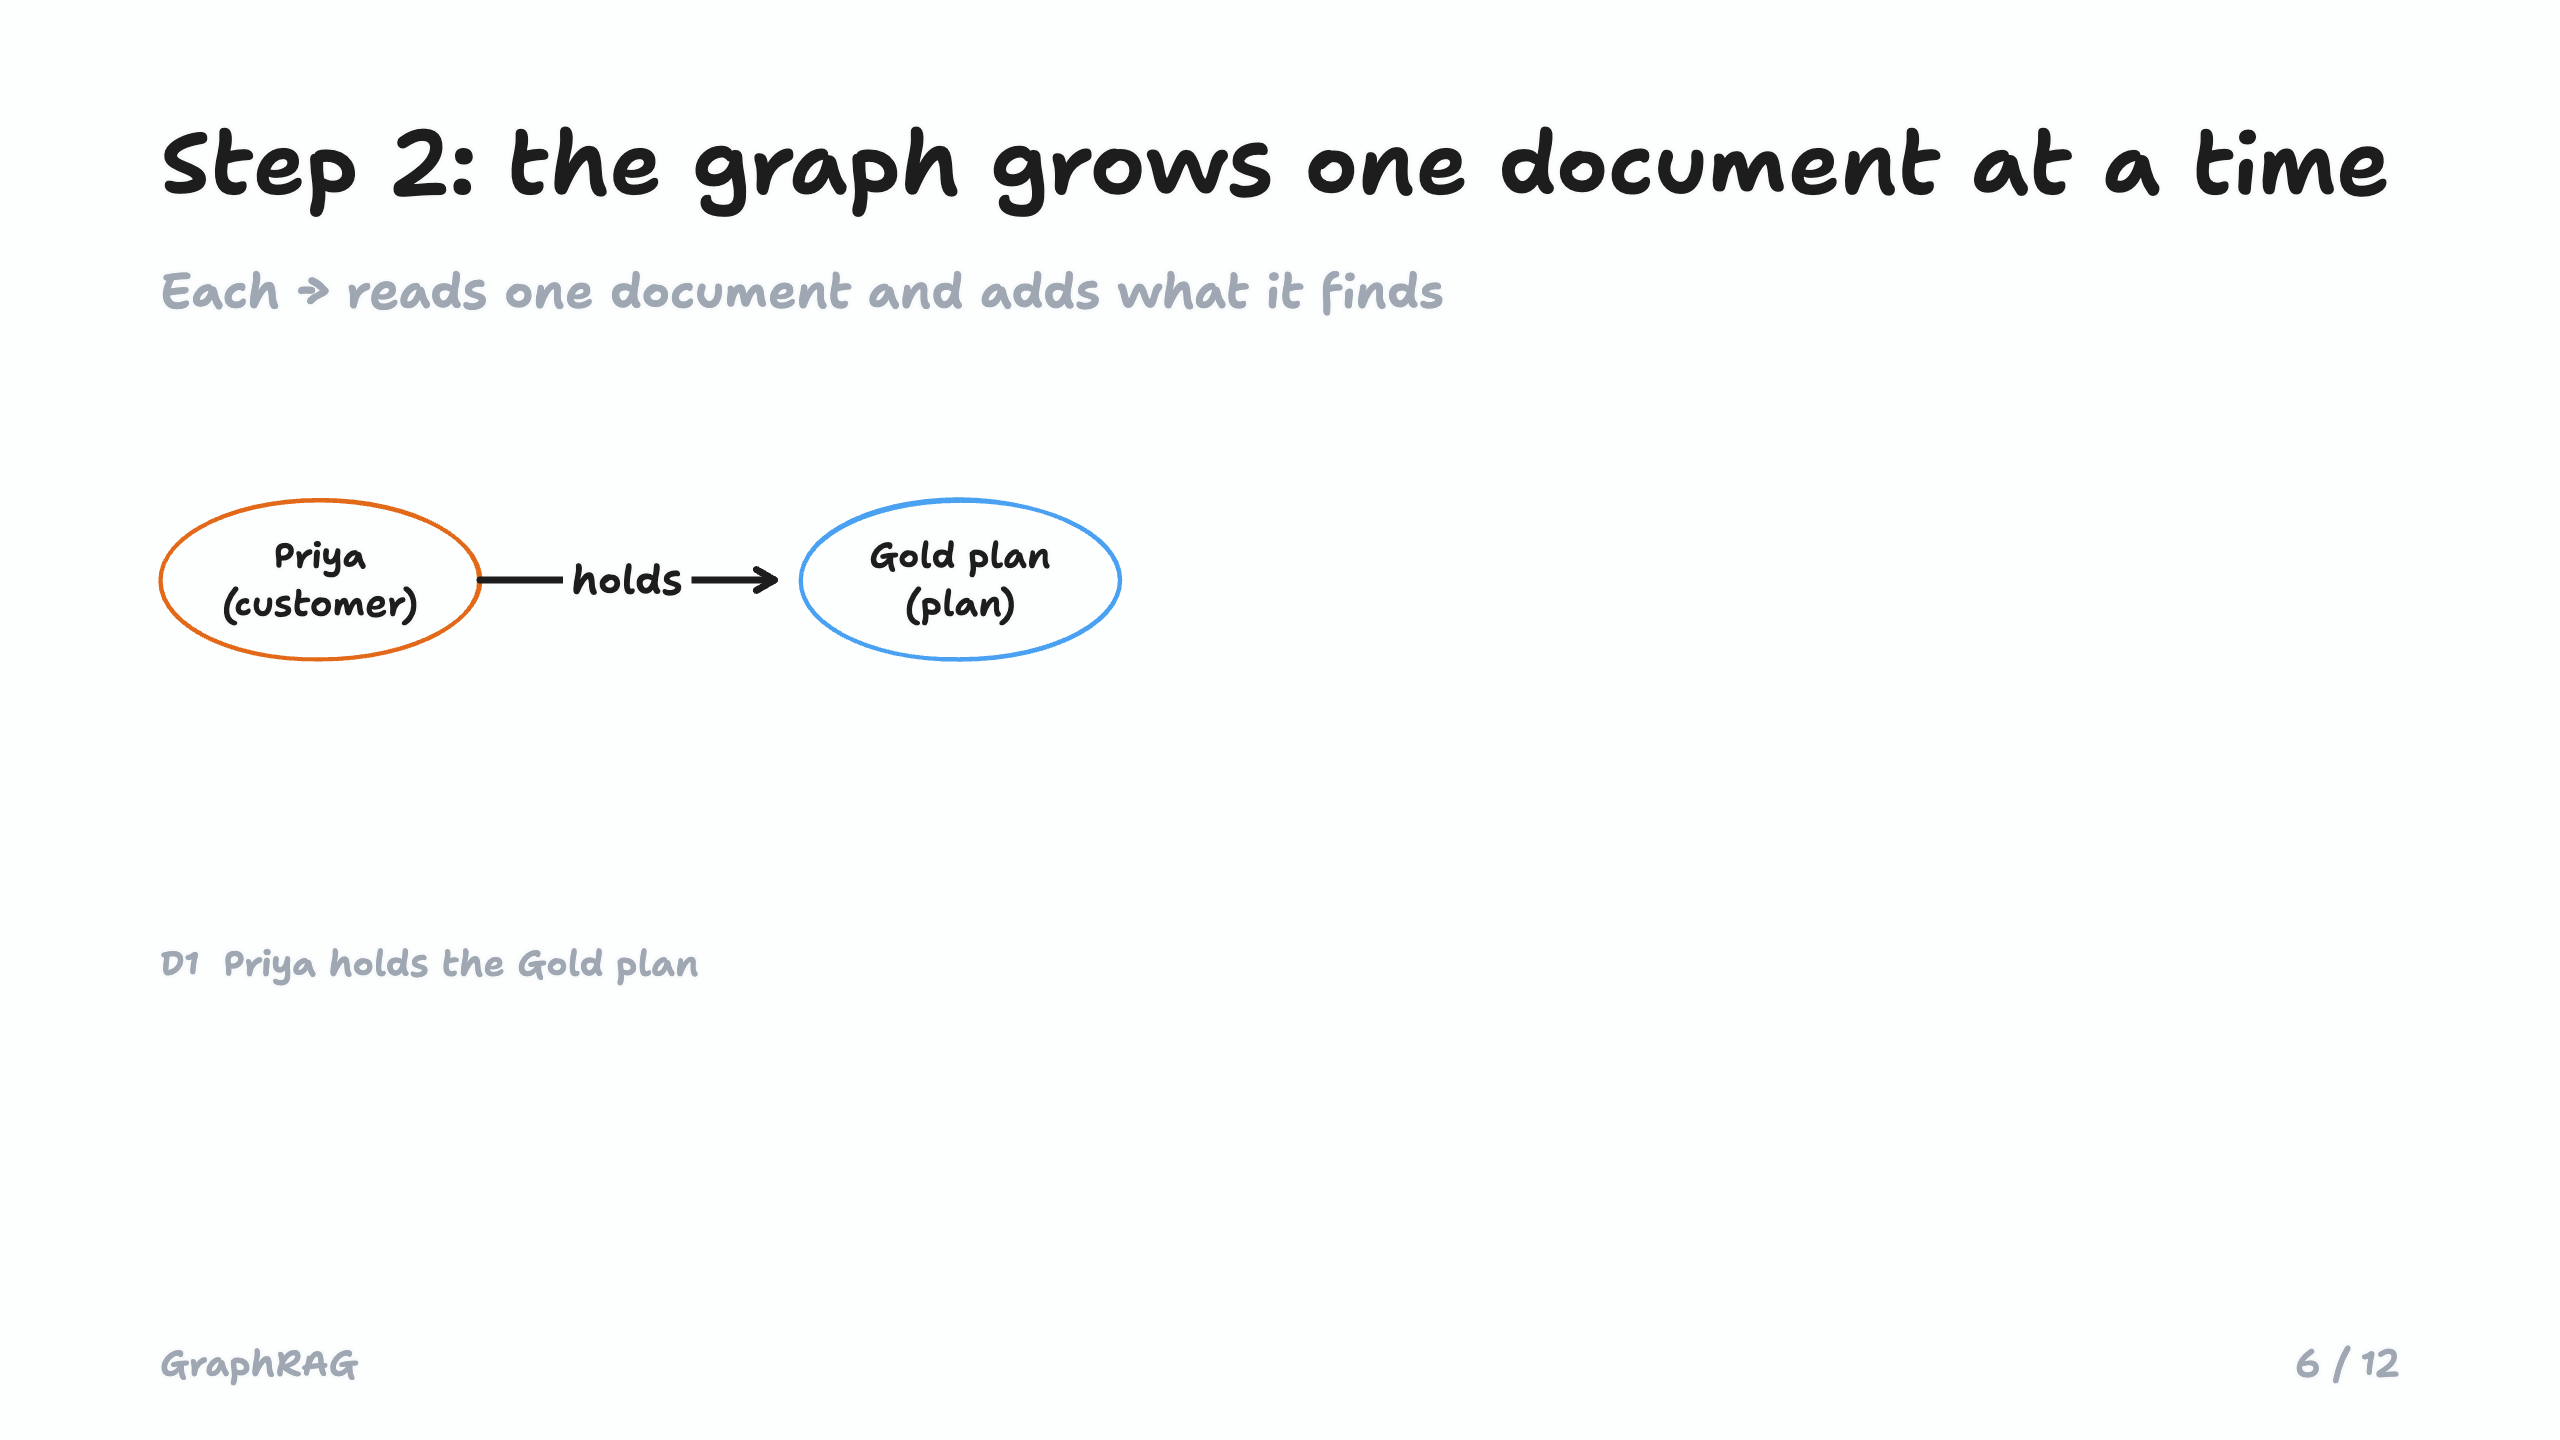 Step 2: the graph grows one document at a time
Each → reads one document and adds what it finds
Priya
(customer)
holds
Gold plan
(plan)
D1 Priya holds the Gold plan
GraphRAG
6 / 12